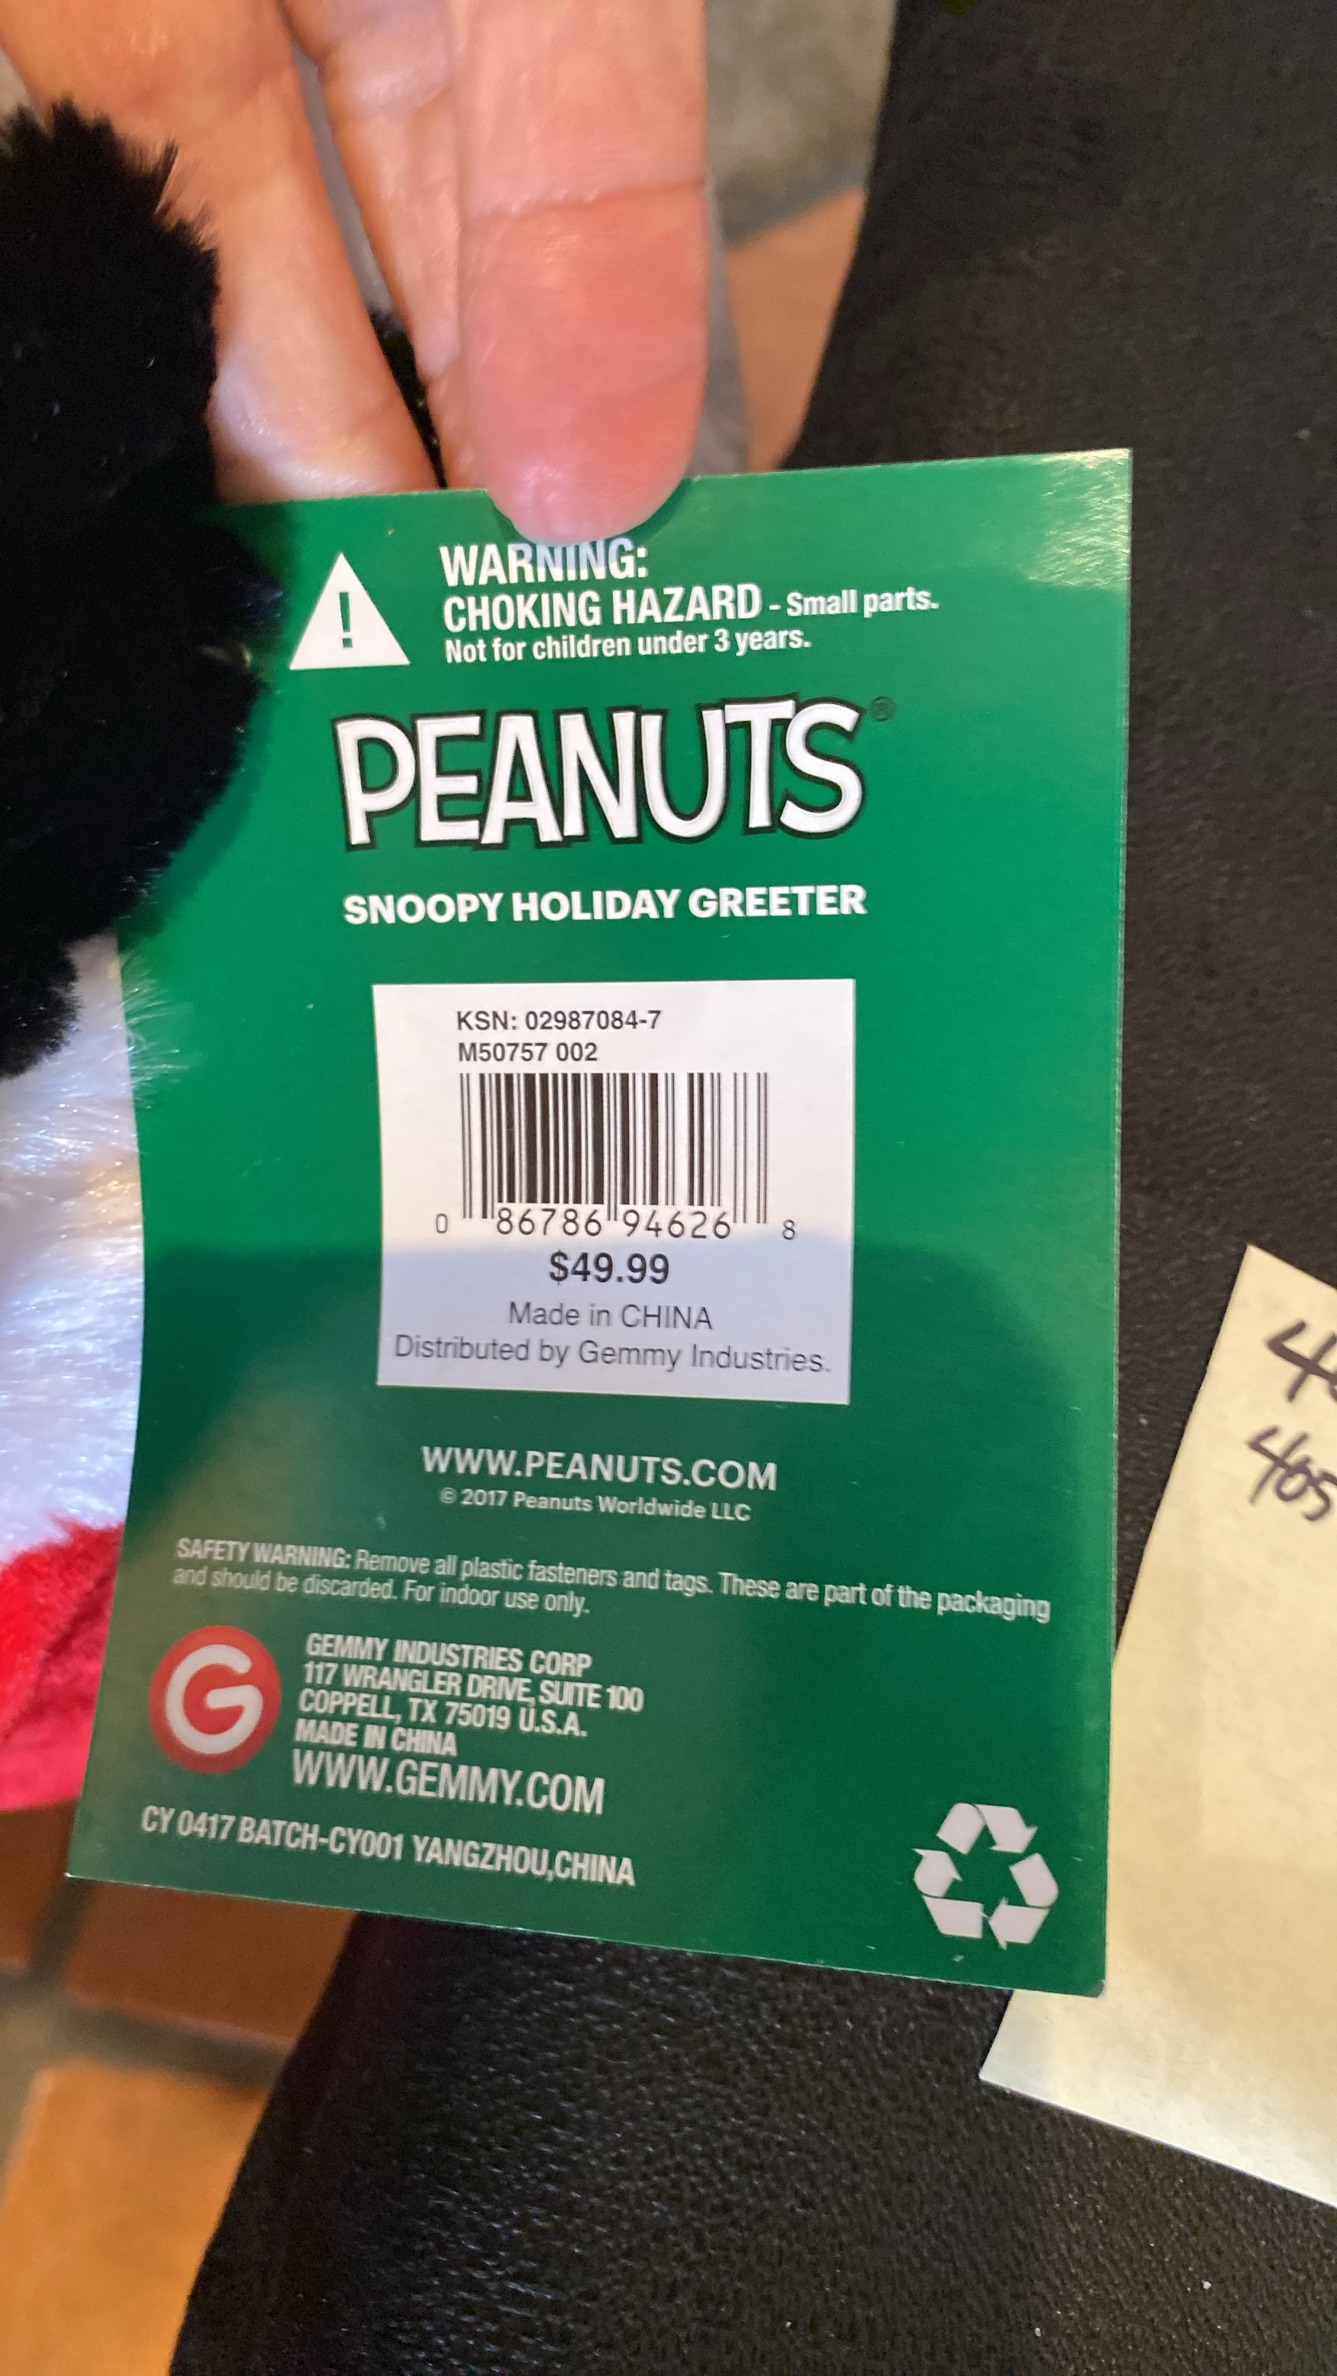 WARNING:
CHOKING HAZARD - Small parts.
Not for children under 3 years.
!
PEANUTS®
SNOOPY HOLIDAY GREETER
KSN: 02987084-7
M50757 002
0 86786 94626 8
$49.99
Made in CHINA
Distributed by Gemmy Industries.
WWW.PEANUTS.COM
© 2017 Peanuts Worldwide LLC
SAFETY WARNING: Remove all plastic fasteners and tags. These are part of the packaging
and should be discarded. For indoor use only.
G
GEMMY INDUSTRIES CORP
117 WRANGLER DRIVE, SUITE 100
COPPELL, TX 75019 U.S.A.
MADE IN CHINA
WWW.GEMMY.COM
CY 0417 BATCH-CY001 YANGZHOU,CHINA
405